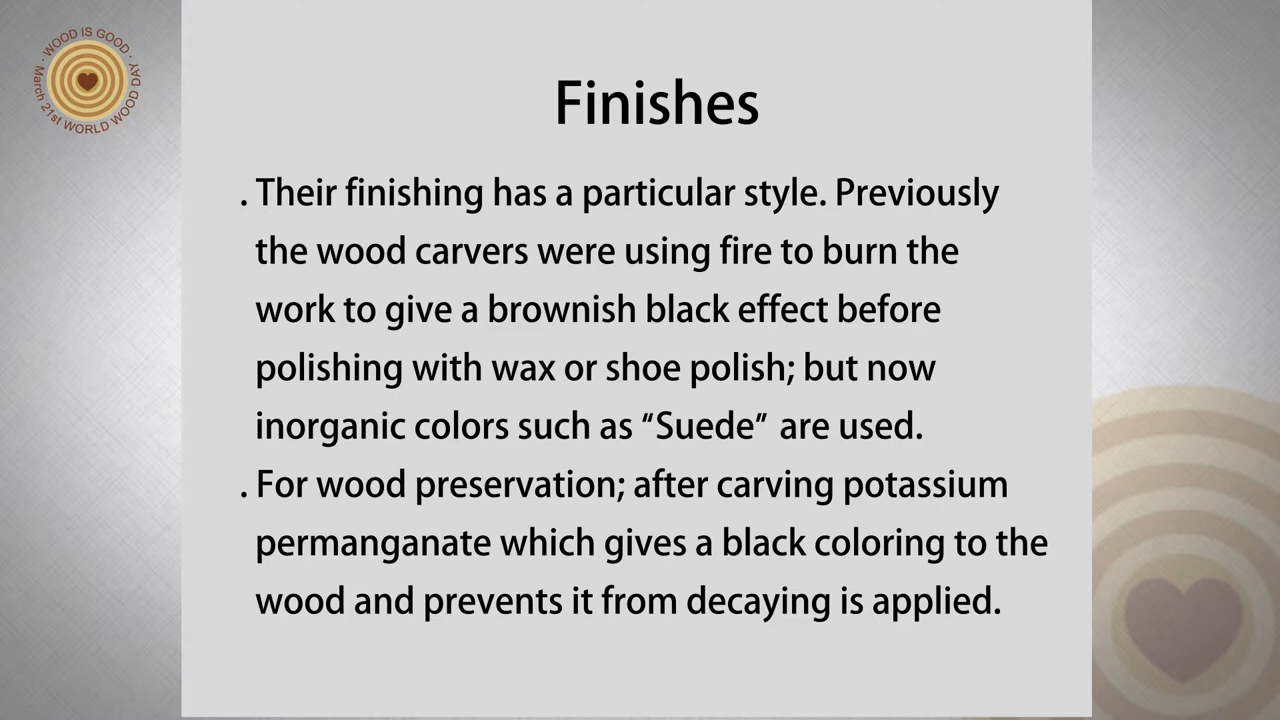 · WOOD IS GOOD ·
March 21st WORLD WOOD DAY
Finishes
. Their finishing has a particular style. Previously
the wood carvers were using fire to burn the
work to give a brownish black effect before
polishing with wax or shoe polish; but now
inorganic colors such as “Suede” are used.
. For wood preservation; after carving potassium
permanganate which gives a black coloring to the
wood and prevents it from decaying is applied.